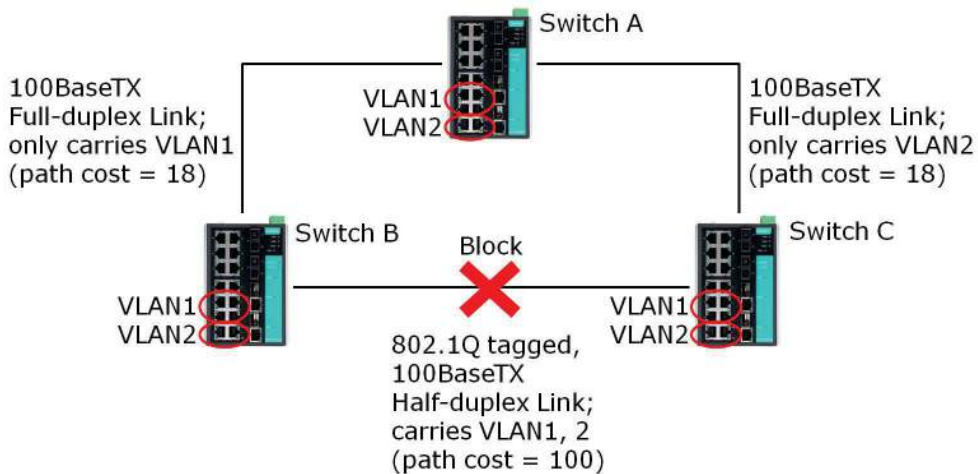 Switch A
100BaseTX
Full-duplex Link;
only carries VLAN1
(path cost = 18)
VLAN1
VLAN2
100BaseTX
Full-duplex Link;
only carries VLAN2
(path cost = 18)
Switch B
Block
Switch C
VLAN1
VLAN2
VLAN1
VLAN2
802.1Q tagged,
100BaseTX
Half-duplex Link;
carries VLAN1, 2
(path cost = 100)